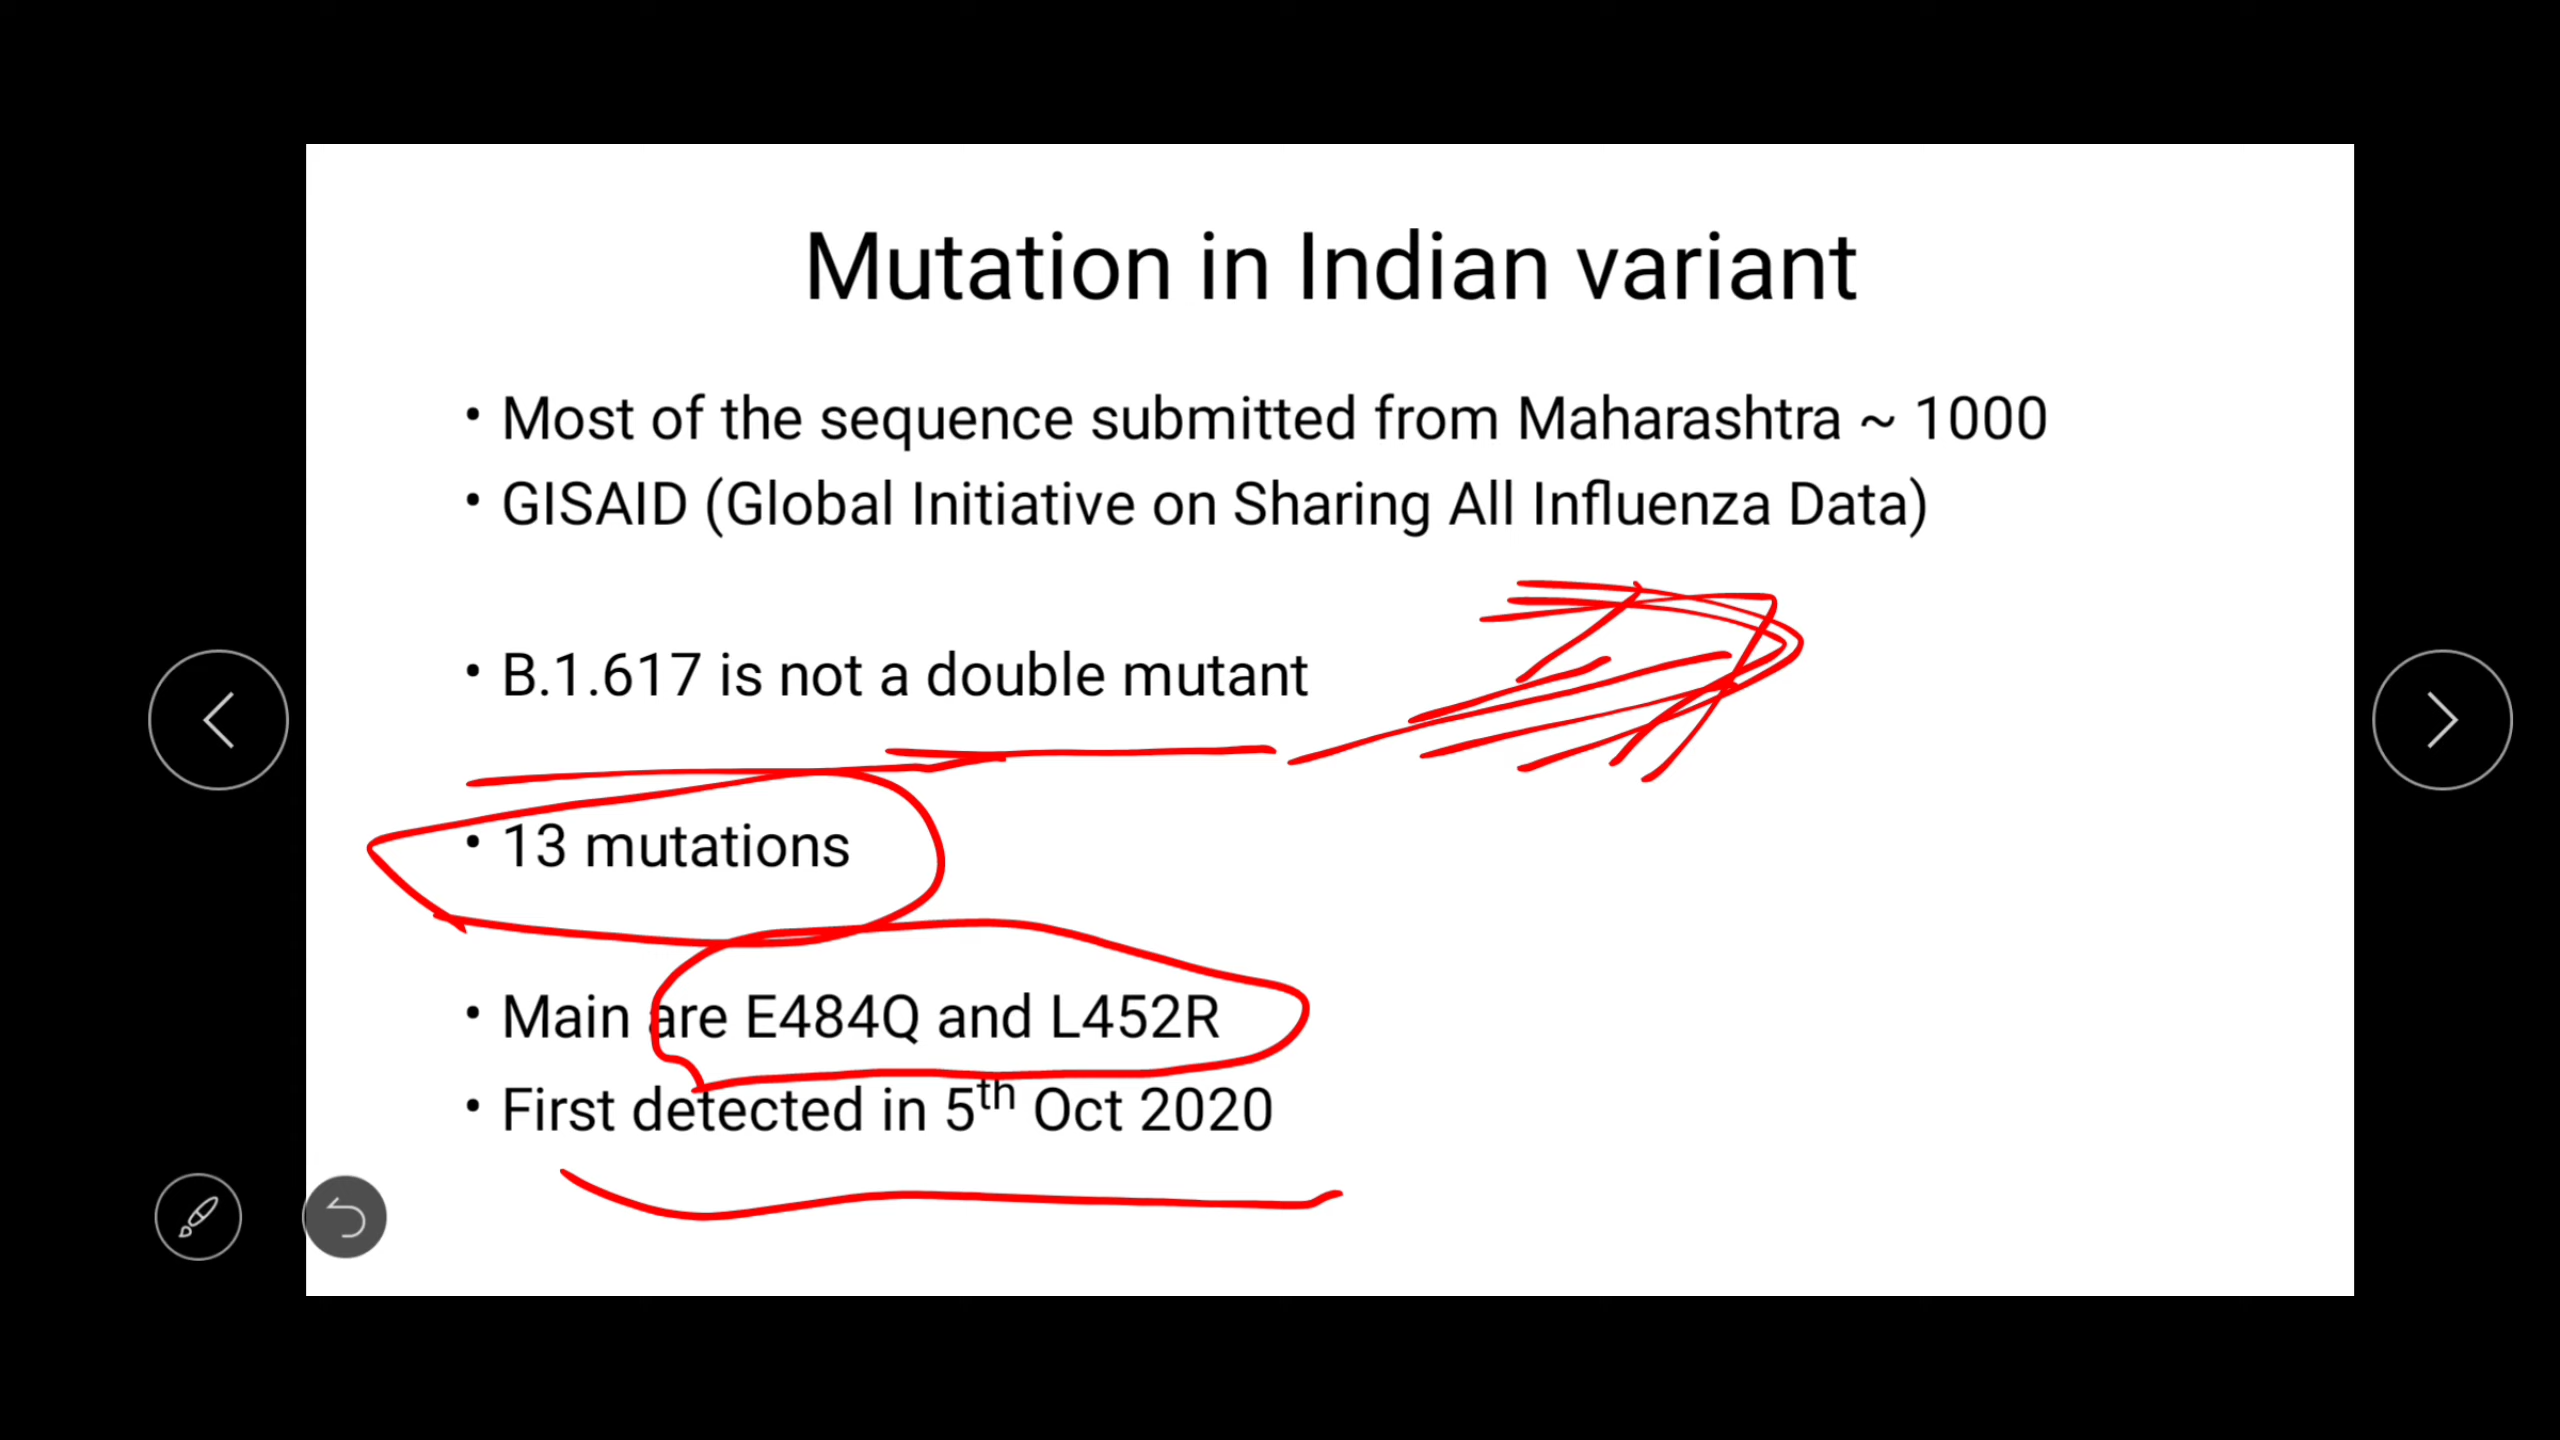 Mutation in Indian variant
• Most of the sequence submitted from Maharashtra ~ 1000
• GISAID (Global Initiative on Sharing All Influenza Data)
• B.1.617 is not a double mutant
• 13 mutations
• Main are E484Q and L452R
• First detected in 5th Oct 2020